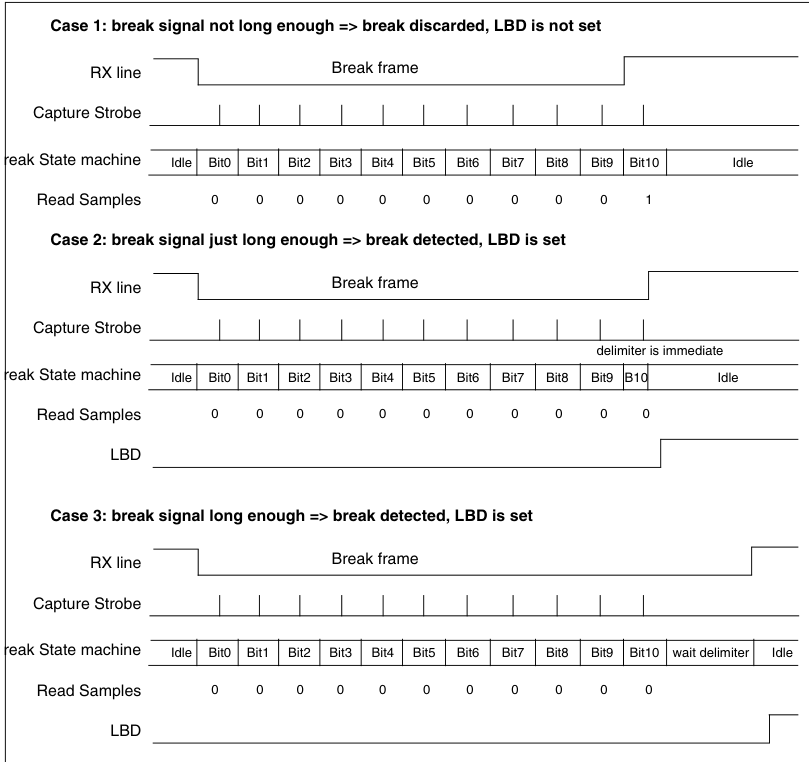 Case 1: break signal not long enough => break discarded, LBD is not set
RX line
Break frame
Capture Strobe
reak State machine Idle Bit0 Bit1 Bit2 Bit3 Bit4 Bit5 Bit6 Bit7 Bit8 Bit9 Bit10 Idle
Read Samples 0 0 0 0 0 0 0 0 0 0 1
Case 2: break signal just long enough => break detected, LBD is set
RX line
Break frame
Capture Strobe
delimiter is immediate
reak State machine Idle Bit0 Bit1 Bit2 Bit3 Bit4 Bit5 Bit6 Bit7 Bit8 Bit9 B10 Idle
Read Samples 0 0 0 0 0 0 0 0 0 0 0
LBD
Case 3: break signal long enough => break detected, LBD is set
RX line
Break frame
Capture Strobe
reak State machine Idle Bit0 Bit1 Bit2 Bit3 Bit4 Bit5 Bit6 Bit7 Bit8 Bit9 Bit10 wait delimiter Idle
Read Samples 0 0 0 0 0 0 0 0 0 0 0
LBD